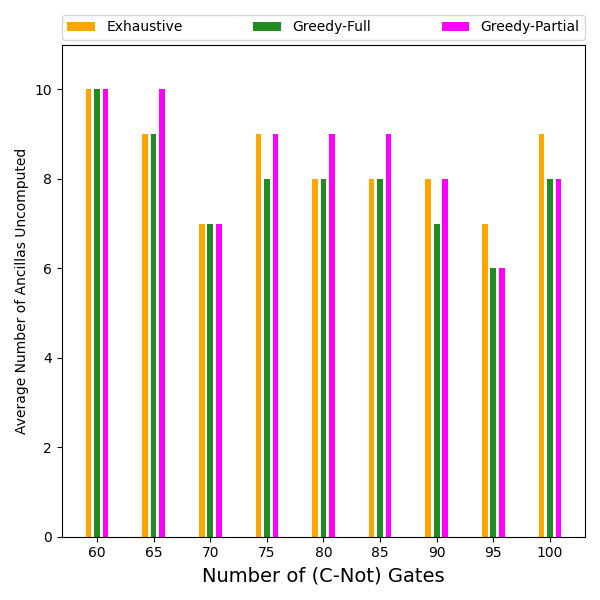 Exhaustive Greedy-Full Greedy-Partial
10
8
6
4
2
0
Average Number of Ancillas Uncomputed
60 65 70 75 80 85 90 95 100
Number of (C-Not) Gates